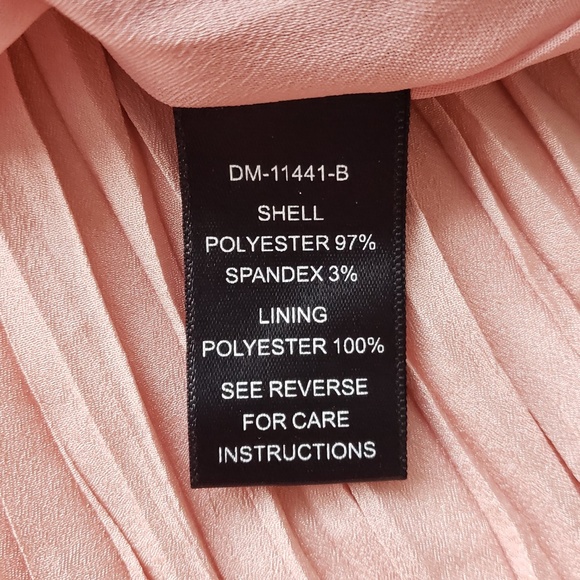 DM-11441-B
SHELL
POLYESTER 97%
SPANDEX 3%
LINING
POLYESTER 100%
SEE REVERSE
FOR CARE
INSTRUCTIONS